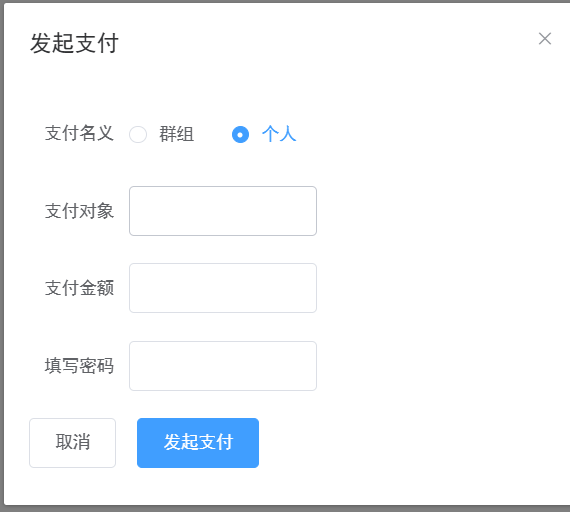 发起支付
支付名义 群组 个人
支付对象
支付金额
填写密码
取消 发起支付